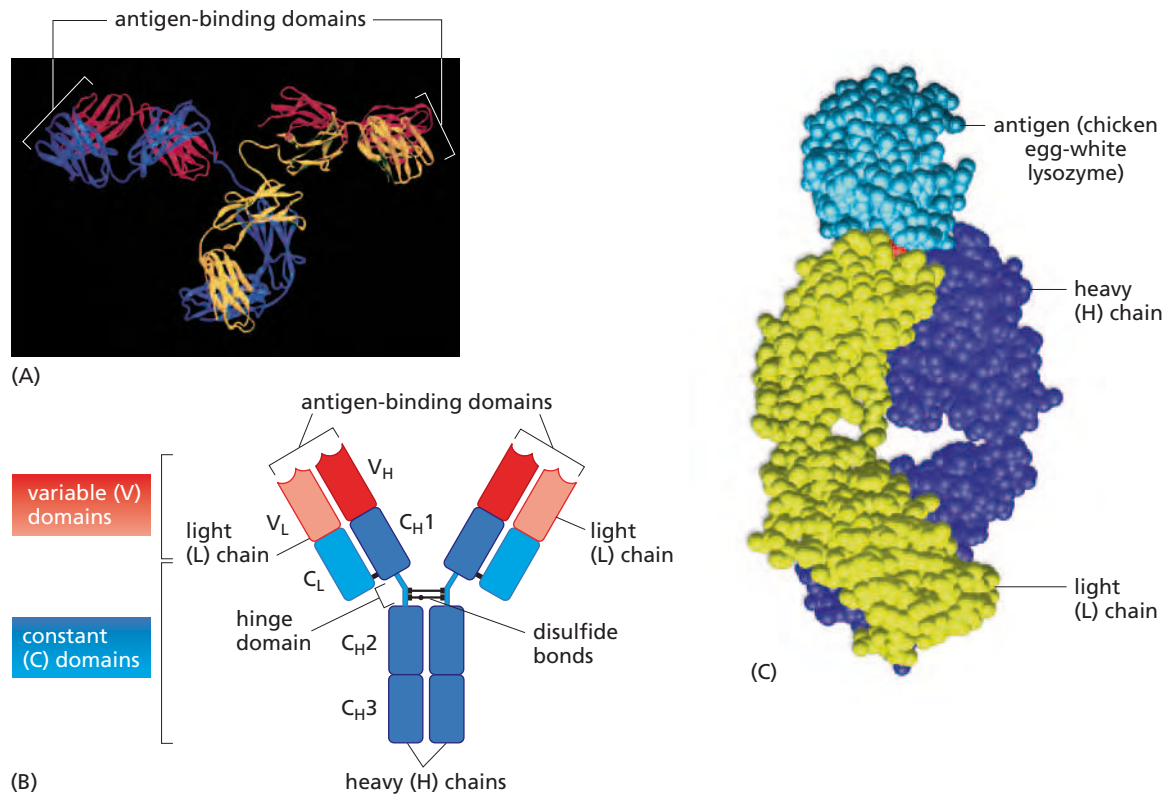 antigen-binding domains
(A)
antigen (chicken
egg-white
lysozyme)
heavy
(H) chain
light
(L) chain
(C)
antigen-binding domains
variable (V)
domains
constant
(C) domains
V_H
V_L
light
(L) chain
C_H1
C_L
light
(L) chain
hinge
domain
disulfide
bonds
C_H2
C_H3
heavy (H) chains
(B)